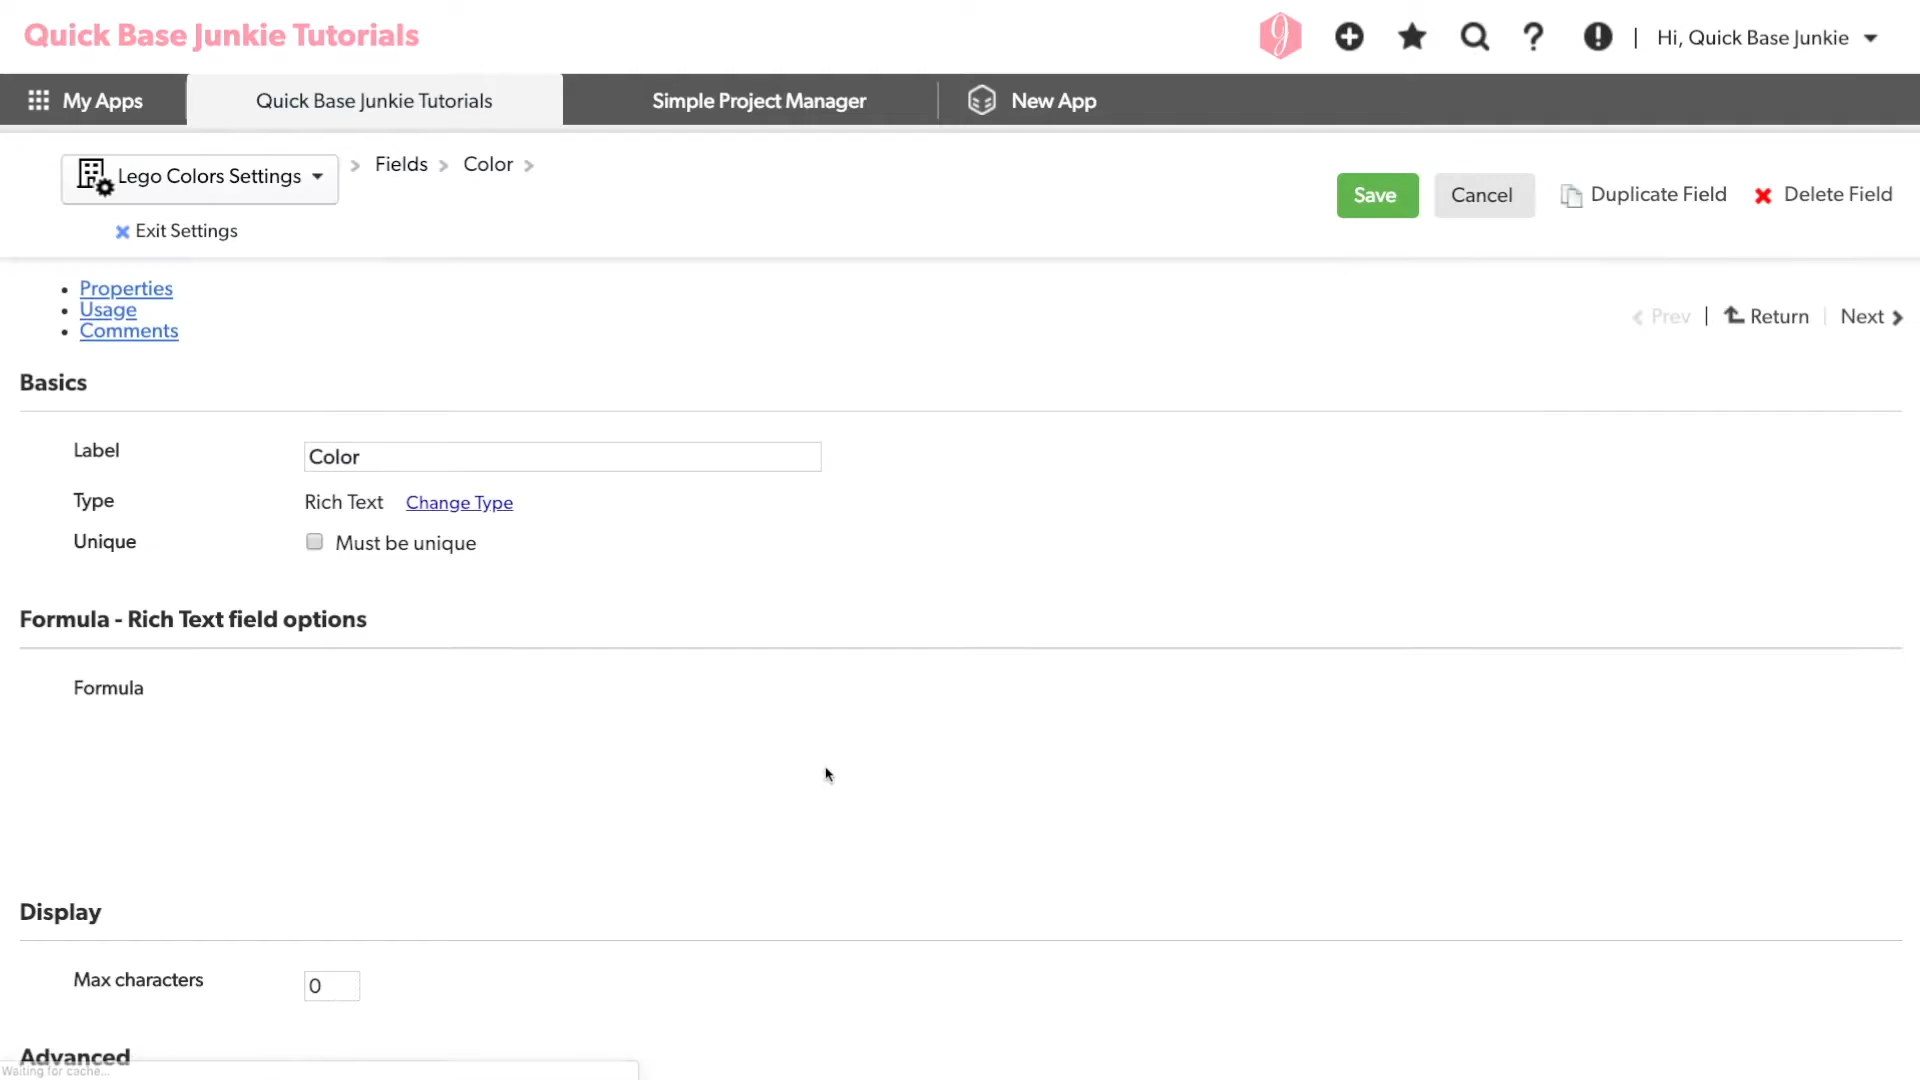 Quick Base Junkie Tutorials
g
? ! | Hi, Quick Base Junkie
My Apps
Quick Base Junkie Tutorials
Simple Project Manager
New App
Lego Colors Settings
Fields
Color
Save
Cancel
Duplicate Field
Delete Field
Exit Settings
Properties
Usage
Comments
Prev | Return | Next
Basics
Label
Color
Type
Rich Text
Change Type
Unique
Must be unique
Formula - Rich Text field options
Formula
Display
Max characters
0
Advanced
Waiting for cache...